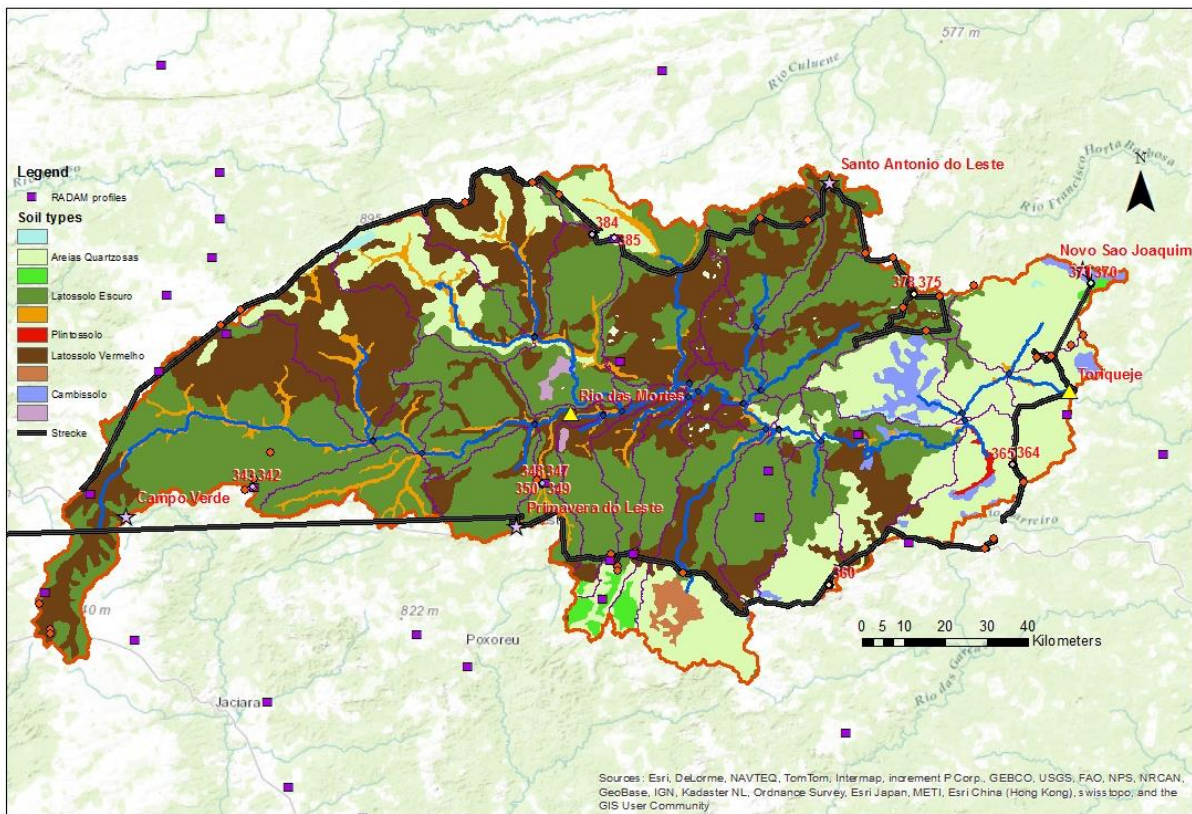 577 m
Rio Culuene
Santo Antonio do Leste
Legend
RADAM profiles
Soil types
Areias Quartzosas
Latossolo Escuro
Plintossolo
Latossolo Vermelho
Cambissolo
Strecke
Rio Francisco Horta Barbosa
N
895
384
385
Novo Sao Joaquim
370
378 375
Toriqueje
Rio das Mortes
365 364
343 342
348 347
350 349
Campo Verde
Primavera do Leste
360
40 m
822 m
Poxoreu
0 5 10 20 30 40
Kilometers
Rio das Garças
Jaciara
Sources: Esri, DeLorme, NAVTEQ, TomTom, Intermap, increment P Corp., GEBCO, USGS, FAO, NPS, NRCAN,
GeoBase, IGN, Kadaster NL, Ordnance Survey, Esri Japan, METI, Esri China (Hong Kong), swisstopo, and the
GIS User Community